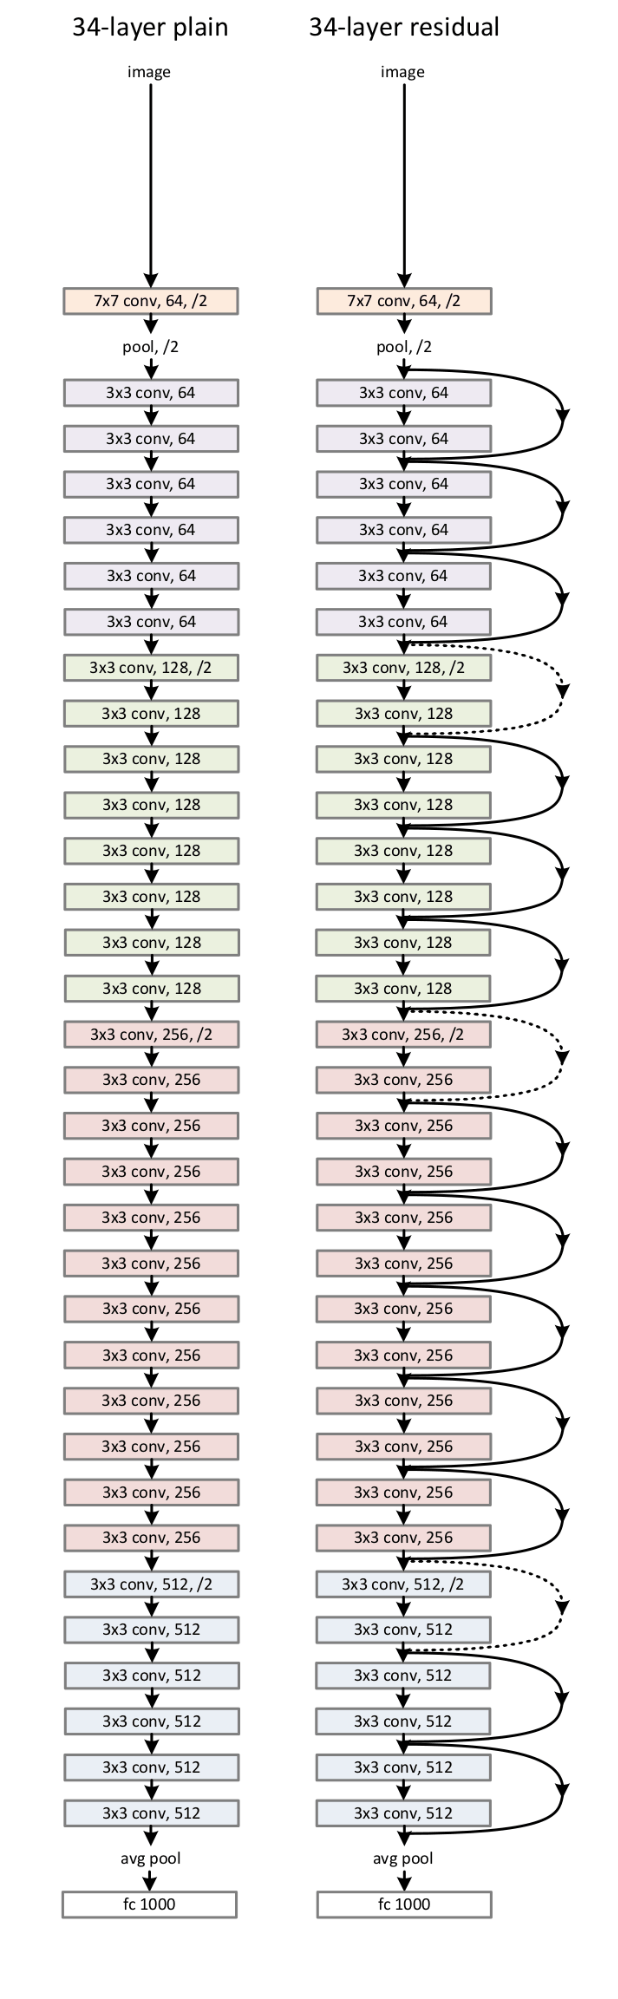 34-layer plain
image
7x7 conv, 64, /2
pool, /2
3x3 conv, 64
3x3 conv, 64
3x3 conv, 64
3x3 conv, 64
3x3 conv, 64
3x3 conv, 64
3x3 conv, 128, /2
3x3 conv, 128
3x3 conv, 128
3x3 conv, 128
3x3 conv, 128
3x3 conv, 128
3x3 conv, 128
3x3 conv, 128
3x3 conv, 256, /2
3x3 conv, 256
3x3 conv, 256
3x3 conv, 256
3x3 conv, 256
3x3 conv, 256
3x3 conv, 256
3x3 conv, 256
3x3 conv, 256
3x3 conv, 256
3x3 conv, 256
3x3 conv, 256
3x3 conv, 512, /2
3x3 conv, 512
3x3 conv, 512
3x3 conv, 512
3x3 conv, 512
3x3 conv, 512
avg pool
fc 1000
34-layer residual
image
7x7 conv, 64, /2
pool, /2
3x3 conv, 64
3x3 conv, 64
3x3 conv, 64
3x3 conv, 64
3x3 conv, 64
3x3 conv, 64
3x3 conv, 128, /2
3x3 conv, 128
3x3 conv, 128
3x3 conv, 128
3x3 conv, 128
3x3 conv, 128
3x3 conv, 128
3x3 conv, 128
3x3 conv, 256, /2
3x3 conv, 256
3x3 conv, 256
3x3 conv, 256
3x3 conv, 256
3x3 conv, 256
3x3 conv, 256
3x3 conv, 256
3x3 conv, 256
3x3 conv, 256
3x3 conv, 256
3x3 conv, 256
3x3 conv, 512, /2
3x3 conv, 512
3x3 conv, 512
3x3 conv, 512
3x3 conv, 512
3x3 conv, 512
avg pool
fc 1000